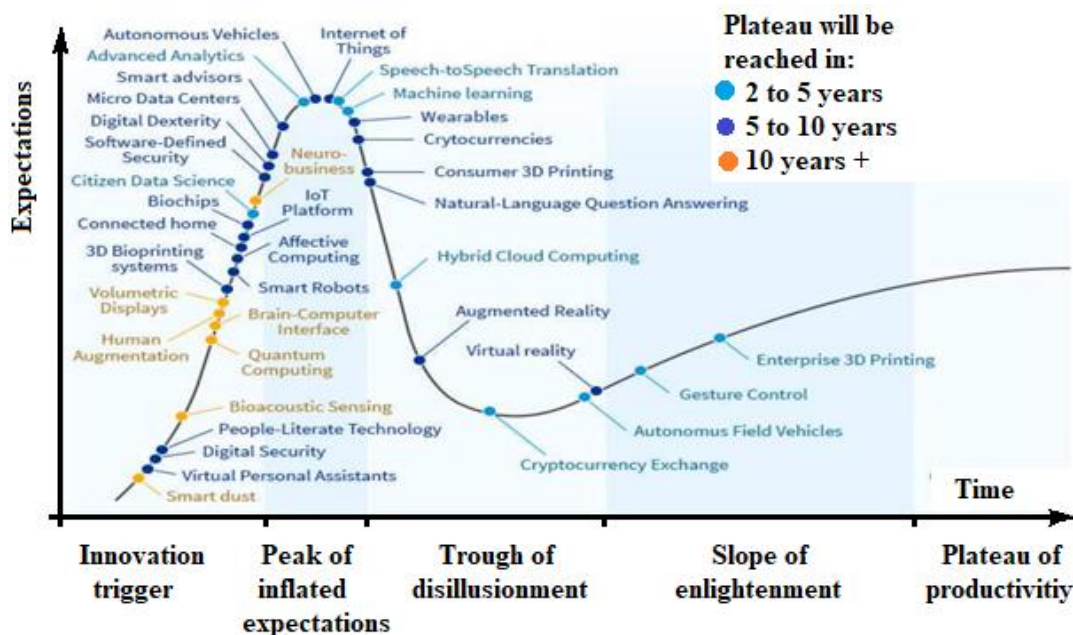 Expectations
Autonomous Vehicles
Advanced Analytics
Smart advisors
Micro Data Centers
Digital Dexterity
Software-Defined
Security
Citizen Data Science
Biochips
Connected home
3D Bioprinting
systems
Volumetric
Displays
Human
Augmentation
Internet of
Things
Speech-toSpeech Translation
Machine learning
Wearables
Crytocurrencies
Consumer 3D Printing
Natural-Language Question Answering
Neuro-
business
IoT
Platform
Affective
Computing
Smart Robots
Brain-Computer
Interface
Quantum
Computing
Bioacoustic Sensing
People-Literate Technology
Digital Security
Virtual Personal Assistants
Smart dust
Hybrid Cloud Computing
Augmented Reality
Virtual reality
Enterprise 3D Printing
Gesture Control
Autonomus Field Vehicles
Cryptocurrency Exchange
Plateau will be
reached in:
2 to 5 years
5 to 10 years
10 years +
Time
Innovation
trigger
Peak of
inflated
expectations
Trough of
disillusionment
Slope of
enlightenment
Plateau of
productivitiy